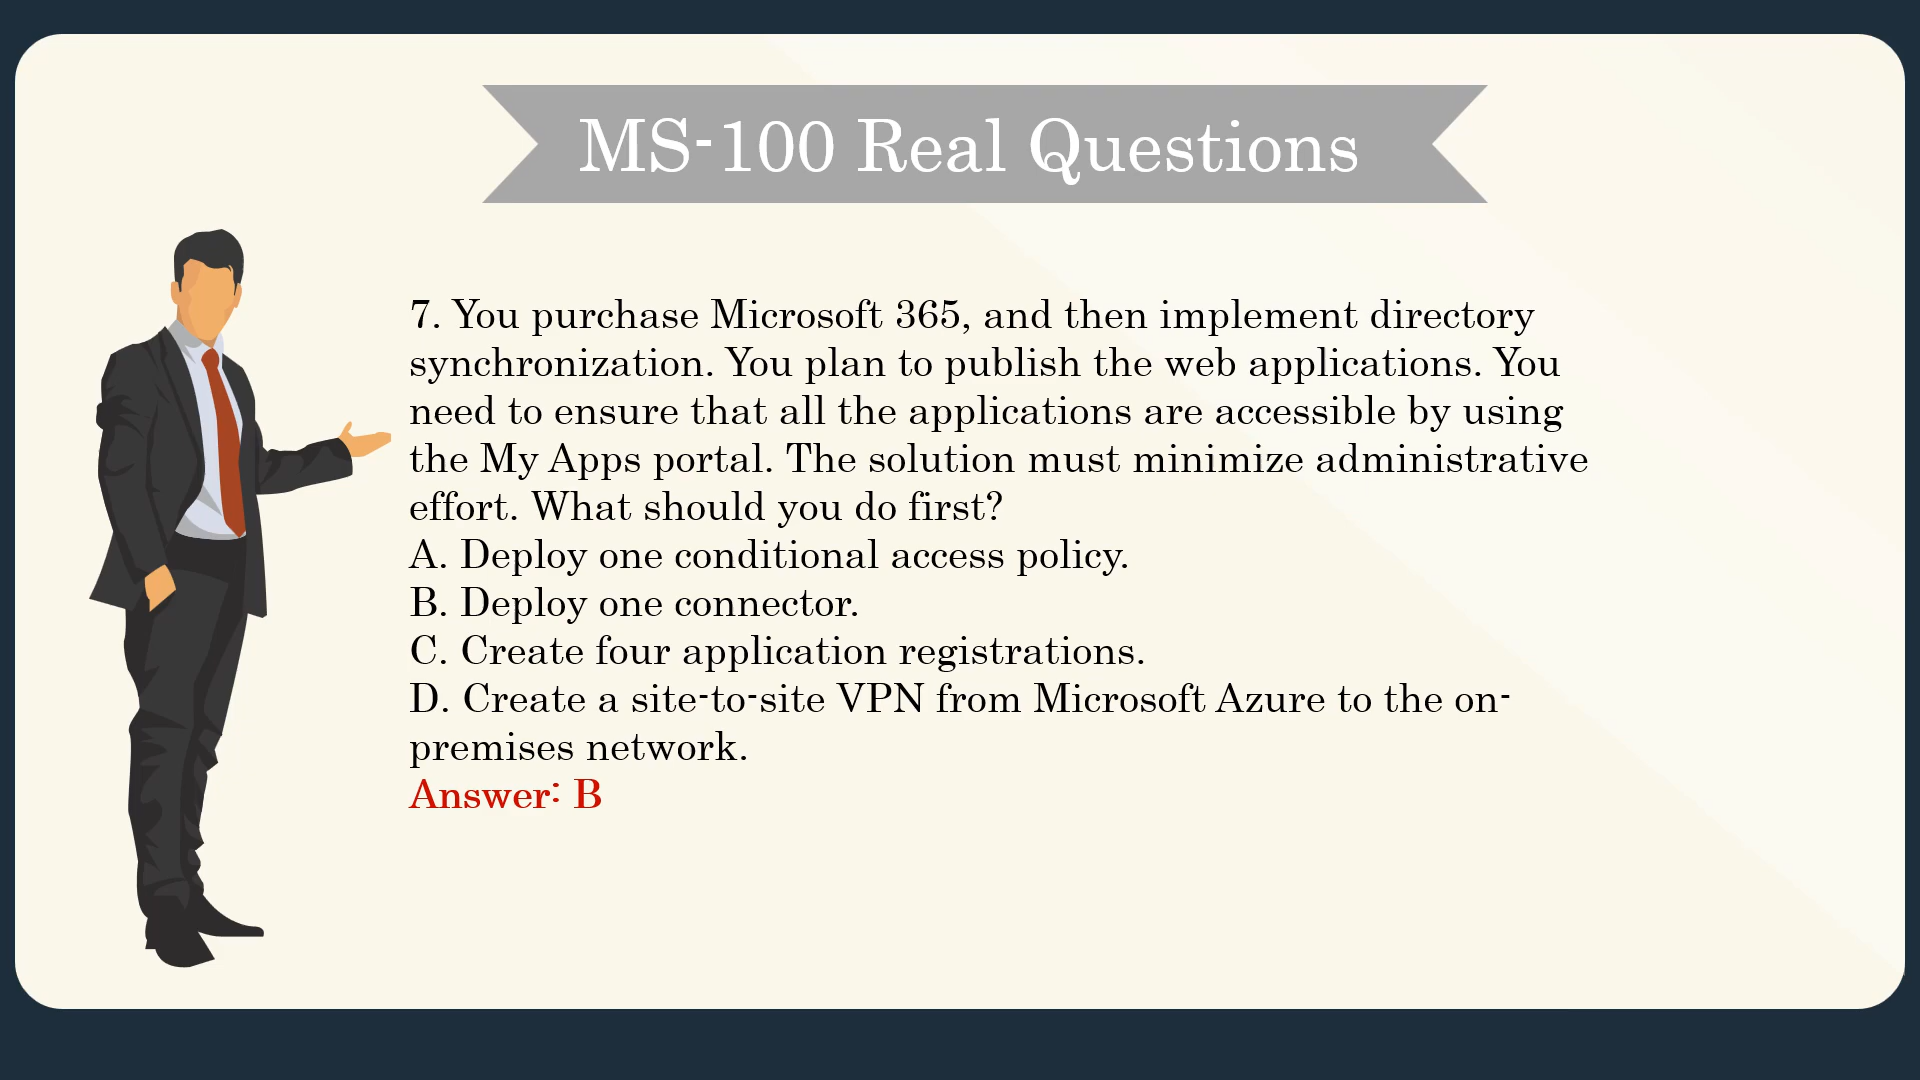 MS-100 Real Questions
7. You purchase Microsoft 365, and then implement directory
synchronization. You plan to publish the web applications. You
need to ensure that all the applications are accessible by using
the My Apps portal. The solution must minimize administrative
effort. What should you do first?
A. Deploy one conditional access policy.
B. Deploy one connector.
C. Create four application registrations.
D. Create a site-to-site VPN from Microsoft Azure to the on-
premises network.
Answer: B